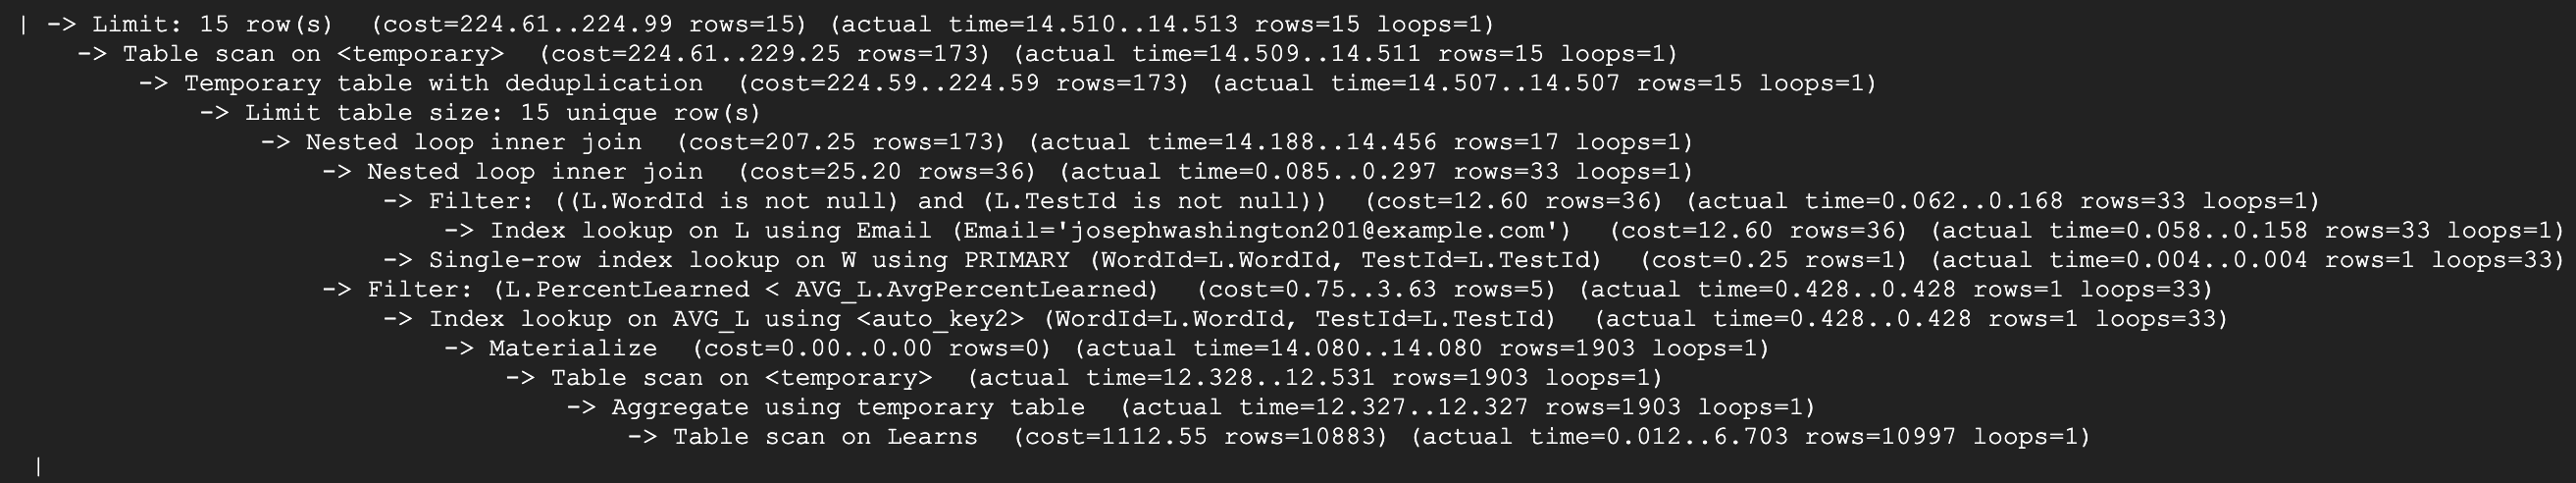 | -> Limit: 15 row(s)  (cost=224.61..224.99 rows=15) (actual time=14.510..14.513 rows=15 loops=1)
-> Table scan on <temporary>  (cost=224.61..229.25 rows=173) (actual time=14.509..14.511 rows=15 loops=1)
-> Temporary table with deduplication  (cost=224.59..224.59 rows=173) (actual time=14.507..14.507 rows=15 loops=1)
-> Limit table size: 15 unique row(s)
-> Nested loop inner join  (cost=207.25 rows=173) (actual time=14.188..14.456 rows=17 loops=1)
-> Nested loop inner join  (cost=25.20 rows=36) (actual time=0.085..0.297 rows=33 loops=1)
-> Filter: ((L.WordId is not null) and (L.TestId is not null))  (cost=12.60 rows=36) (actual time=0.062..0.168 rows=33 loops=1)
-> Index lookup on L using Email (Email='josephwashington201@example.com')  (cost=12.60 rows=36) (actual time=0.058..0.158 rows=33 loops=1)
-> Single-row index lookup on W using PRIMARY (WordId=L.WordId, TestId=L.TestId)  (cost=0.25 rows=1) (actual time=0.004..0.004 rows=1 loops=33)
-> Filter: (L.PercentLearned < AVG_L.AvgPercentLearned)  (cost=0.75..3.63 rows=5) (actual time=0.428..0.428 rows=1 loops=33)
-> Index lookup on AVG_L using <auto_key2> (WordId=L.WordId, TestId=L.TestId)  (actual time=0.428..0.428 rows=1 loops=33)
-> Materialize  (cost=0.00..0.00 rows=0) (actual time=14.080..14.080 rows=1903 loops=1)
-> Table scan on <temporary>  (actual time=12.328..12.531 rows=1903 loops=1)
-> Aggregate using temporary table  (actual time=12.327..12.327 rows=1903 loops=1)
-> Table scan on Learns  (cost=1112.55 rows=10883) (actual time=0.012..6.703 rows=10997 loops=1)
|